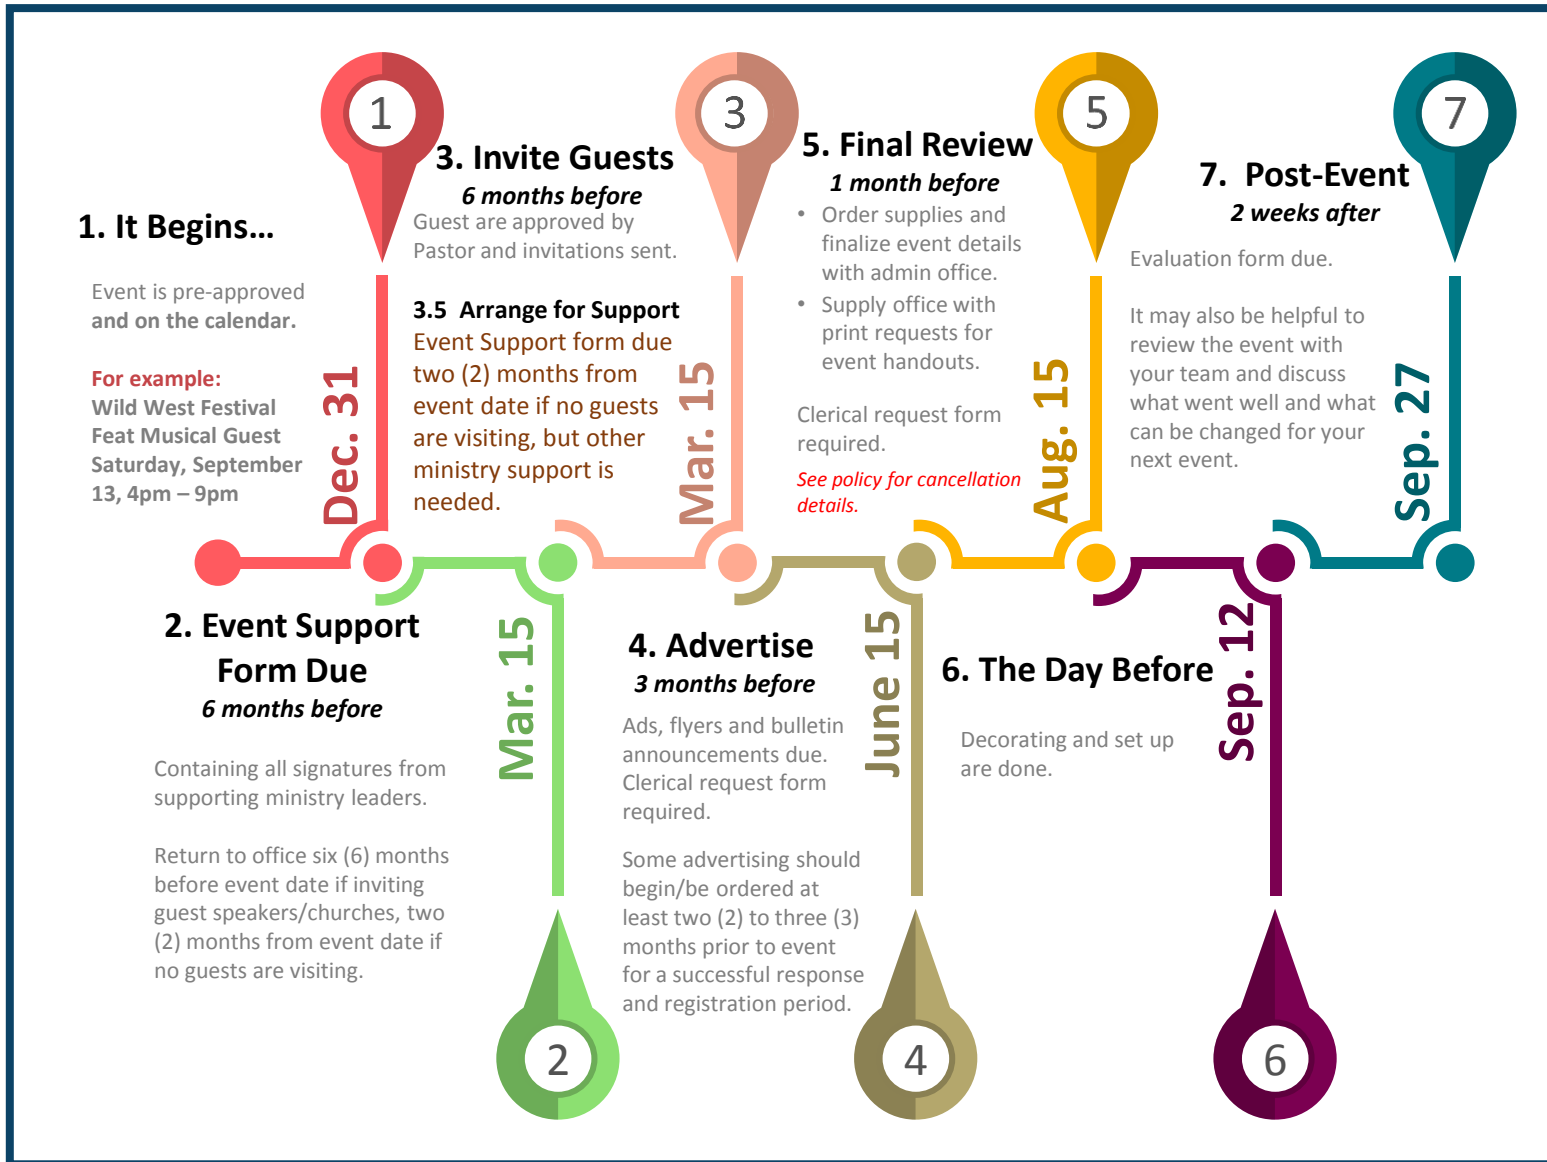 1
1. It Begins...
Event is pre-approved
and on the calendar.
For example:
Wild West Festival
Feat Musical Guest
Saturday, September
13, 4pm – 9pm
Dec. 31
2. Event Support
Form Due
6 months before
Containing all signatures from
supporting ministry leaders.
Return to office six (6) months
before event date if inviting
guest speakers/churches, two
(2) months from event date if
no guests are visiting.
Mar. 15
2
3
3. Invite Guests
6 months before
Guest are approved by
Pastor and invitations sent.
3.5 Arrange for Support
Event Support form due
two (2) months from
event date if no guests
are visiting, but other
ministry support is
needed.
Mar. 15
4. Advertise
3 months before
Ads, flyers and bulletin
announcements due.
Clerical request form
required.
Some advertising should
begin/be ordered at
least two (2) to three (3)
months prior to event
for a successful response
and registration period.
June 15
4
5
5. Final Review
1 month before
• Order supplies and
finalize event details
with admin office.
• Supply office with
print requests for
event handouts.
Clerical request form
required.
See policy for cancellation
details.
Aug. 15
6. The Day Before
Decorating and set up
are done.
Sep. 12
6
7
7. Post-Event
2 weeks after
Evaluation form due.
It may also be helpful to
review the event with
your team and discuss
what went well and what
can be changed for your
next event.
Sep. 27